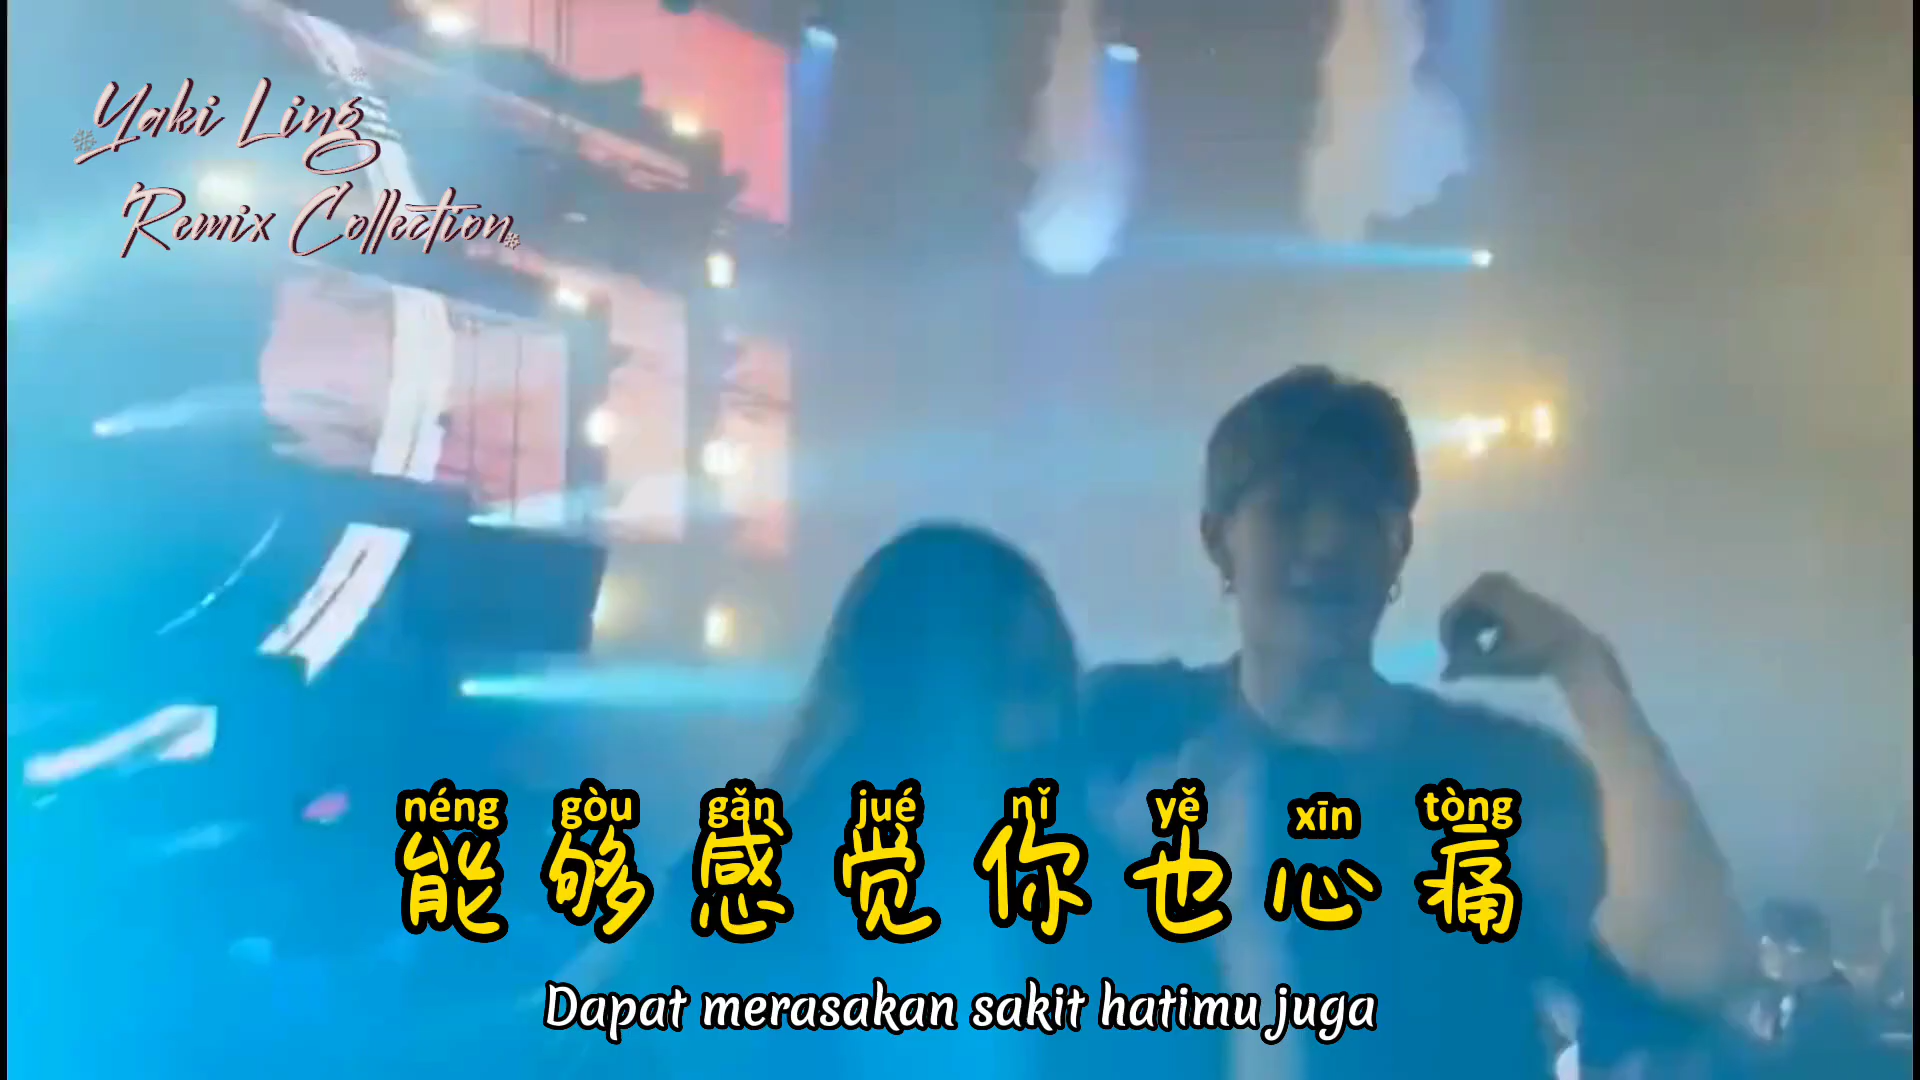 Yaki Ling
Remix Collection
néng gòu gǎn jué nǐ yě xīn tòng
能够感觉你也心痛
Dapat merasakan sakit hatimu juga